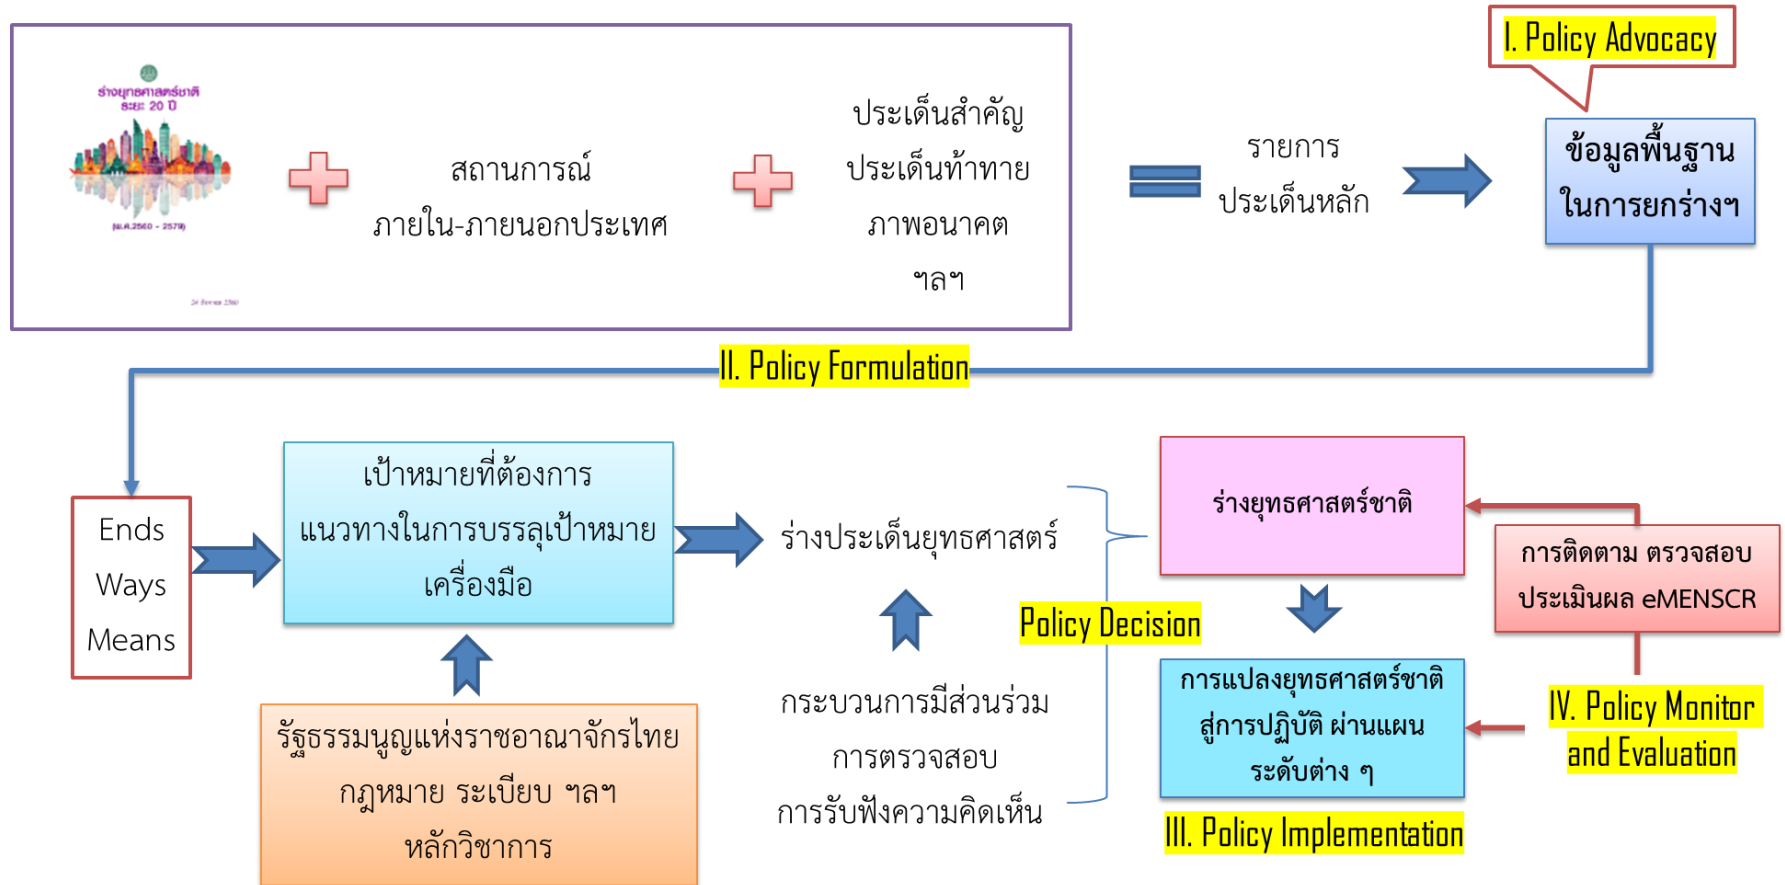 I. Policy Advocacy
ร่างยุทธศาสตร์ชาติ
ระยะ 20 ปี
(พ.ศ.2560 - 2579)
24 สิงหาคม 2560
สถานการณ์
ภายใน-ภายนอกประเทศ
ประเด็นสำคัญ
ประเด็นท้าทาย
ภาพอนาคต
ฯลฯ
รายการ
ประเด็นหลัก
ข้อมูลพื้นฐาน
ในการยกร่างฯ
II. Policy Formulation
Ends
Ways
Means
เป้าหมายที่ต้องการ
แนวทางในการบรรลุเป้าหมาย
เครื่องมือ
รัฐธรรมนูญแห่งราชอาณาจักรไทย
กฎหมาย ระเบียบ ฯลฯ
หลักวิชาการ
ร่างประเด็นยุทธศาสตร์
กระบวนการมีส่วนร่วม
การตรวจสอบ
การรับฟังความคิดเห็น
Policy Decision
ร่างยุทธศาสตร์ชาติ
การแปลงยุทธศาสตร์ชาติ
สู่การปฏิบัติ ผ่านแผน
ระดับต่าง ๆ
III. Policy Implementation
การติดตาม ตรวจสอบ
ประเมินผล eMENSCR
IV. Policy Monitor
and Evaluation